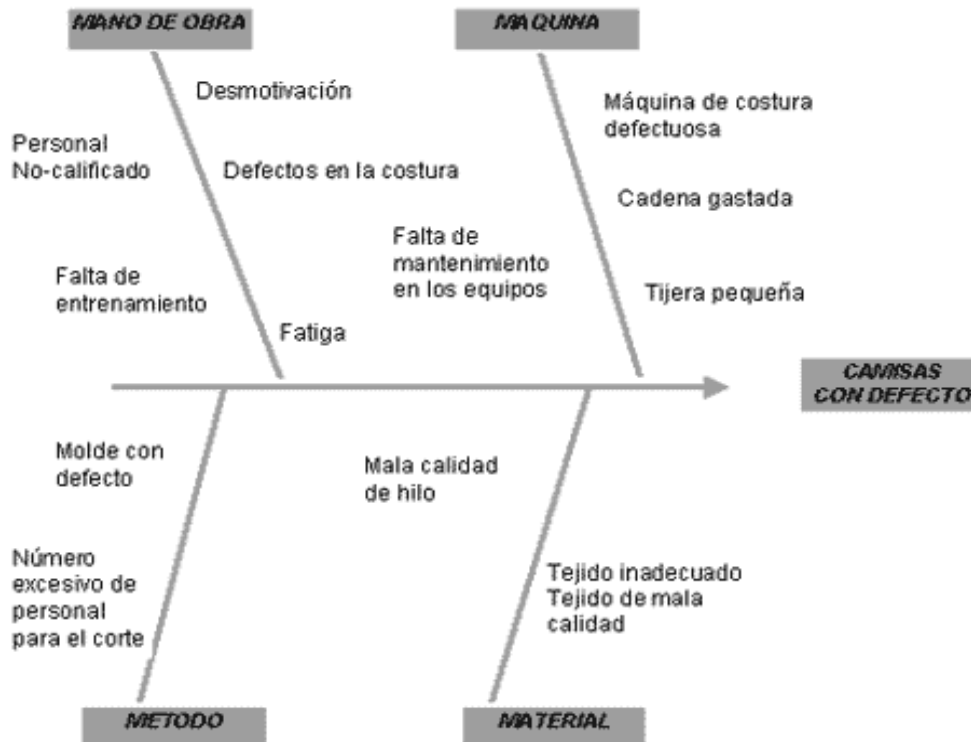 MANO DE OBRA
MAQUINA
Desmotivación
Máquina de costura
defectuosa
Personal
No-calificado
Defectos en la costura
Cadena gastada
Falta de
mantenimiento
en los equipos
Falta de
entrenamiento
Tijera pequeña
Fatiga
CAMISAS
CON DEFECTO
Molde con
defecto
Mala calidad
de hilo
Número
excesivo de
personal
para el corte
Tejido inadecuado
Tejido de mala
calidad
METODO
MATERIAL